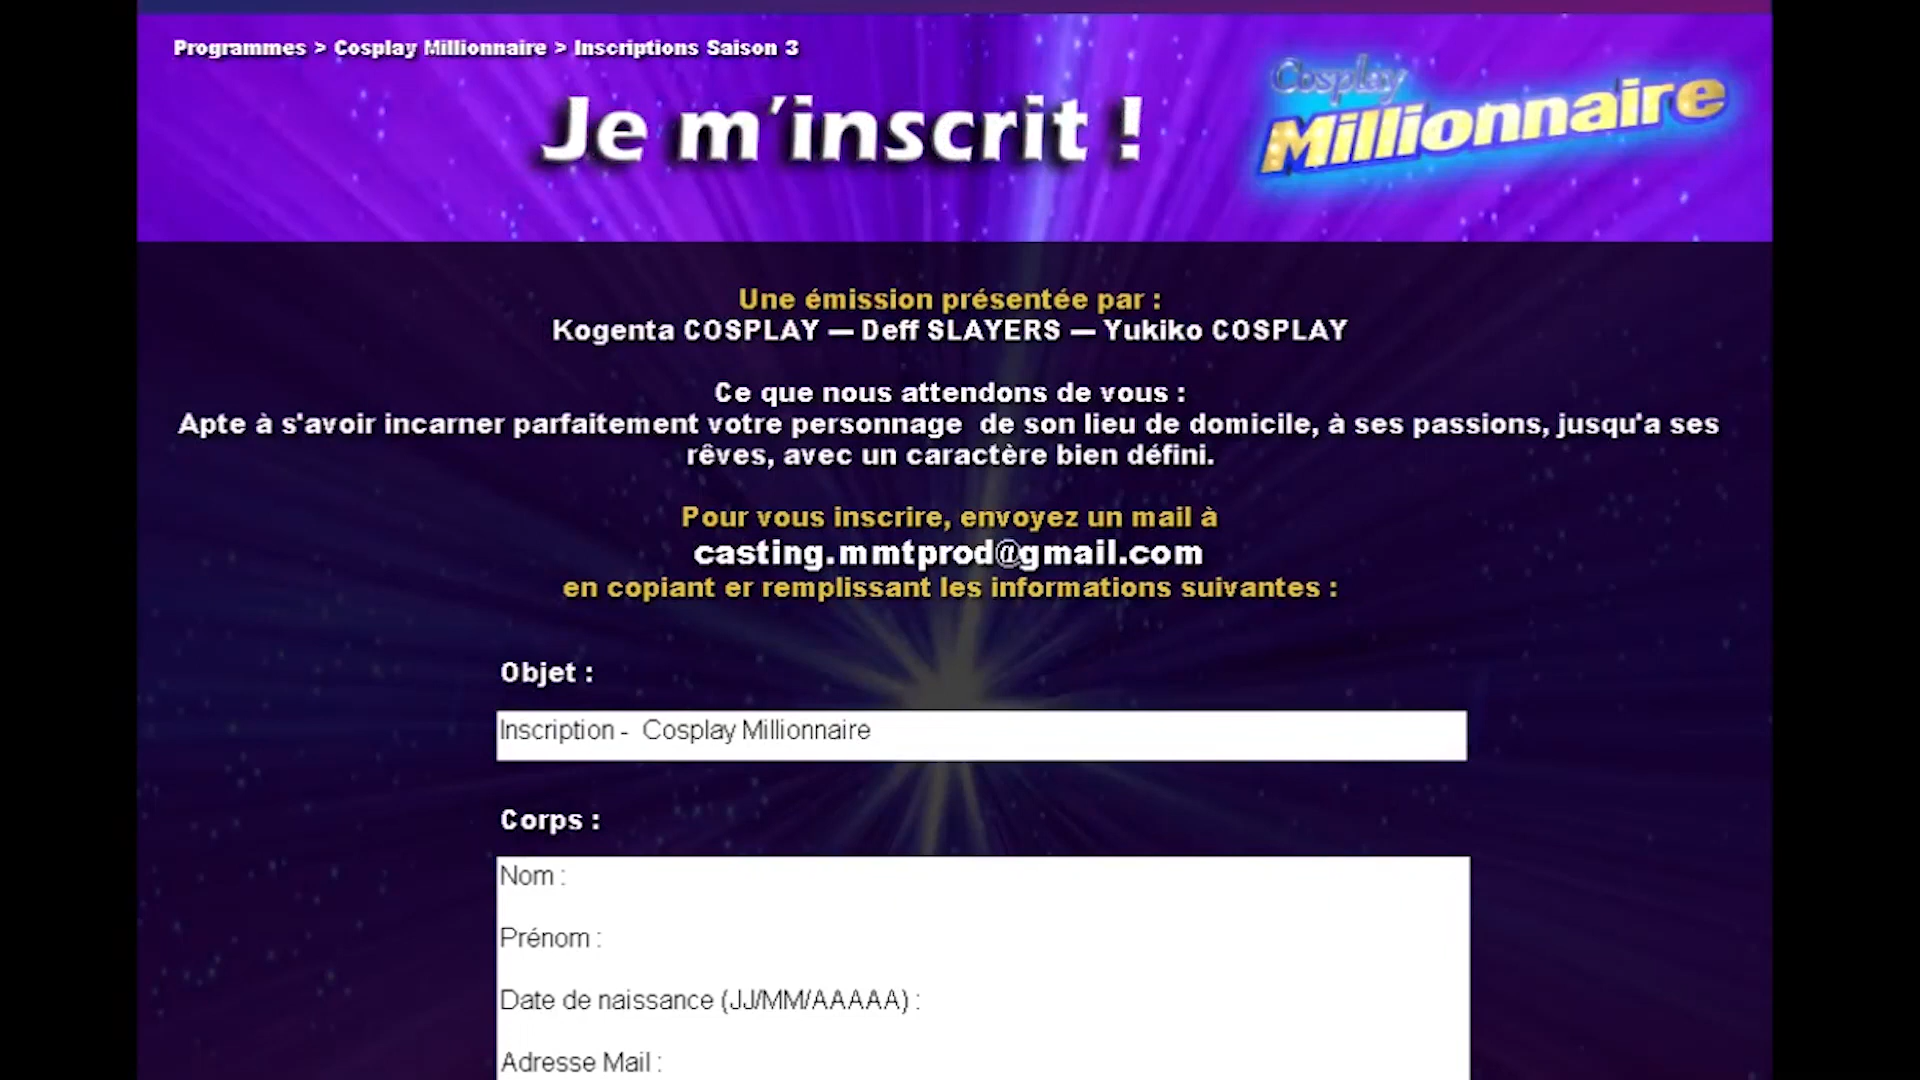 Programmes > Cosplay Millionnaire > Inscriptions Saison 3
Cosplay
Millionnaire
Je m'inscrit !
Une émission présentée par :
Kogenta COSPLAY — Deff SLAYERS — Yukiko COSPLAY
Ce que nous attendons de vous :
Apte à s'avoir incarner parfaitement votre personnage  de son lieu de domicile, à ses passions, jusqu'a ses
rêves, avec un caractère bien défini.
Pour vous inscrire, envoyez un mail à
casting.mmtprod@gmail.com
en copiant er remplissant les informations suivantes :
Objet :
Inscription -  Cosplay Millionnaire
Corps :
Nom :
Prénom :
Date de naissance (JJ/MM/AAAAA) :
Adresse Mail :